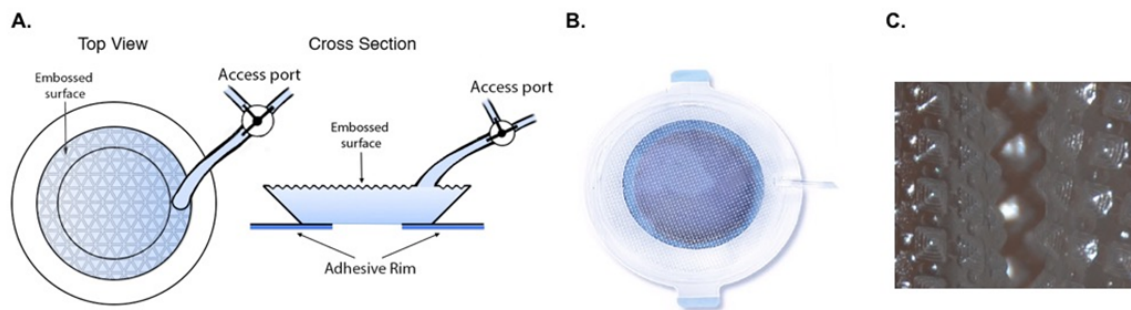 A.
Top View
Cross Section
Embossed
surface
Access port
Embossed
surface
Access port
Adhesive Rim
B.
C.